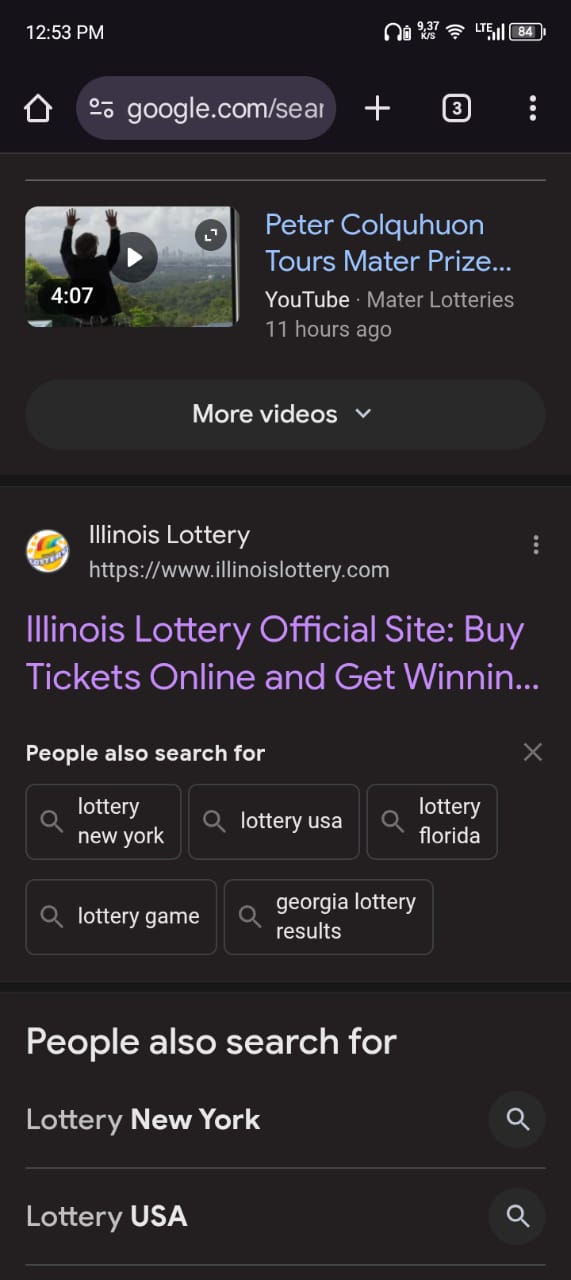 12:53 PM
9,37
K/S
LTE
84
google.com/sear
3
4:07
Peter Colquhuon
Tours Mater Prize...
YouTube · Mater Lotteries
11 hours ago
More videos
Illinois Lottery
https://www.illinoislottery.com
Illinois Lottery Official Site: Buy
Tickets Online and Get Winnin...
People also search for
lottery
new york
lottery usa
lottery
florida
lottery game
georgia lottery
results
People also search for
Lottery New York
Lottery USA